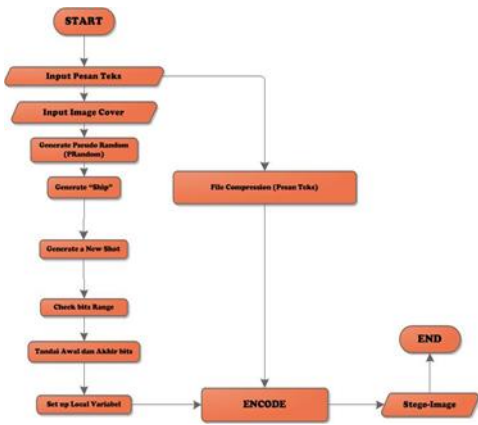 START
Input Pesan Teks
Input Image Cover
Generate Pseudo Random
(PRandom)
Generate "Ship"
File Compression (Pesan Teks)
Generate a New Shot
Check bits Range
Tandai Awal dan Akhir bits
Set up Local Variabel
ENCODE
Stego-Image
END